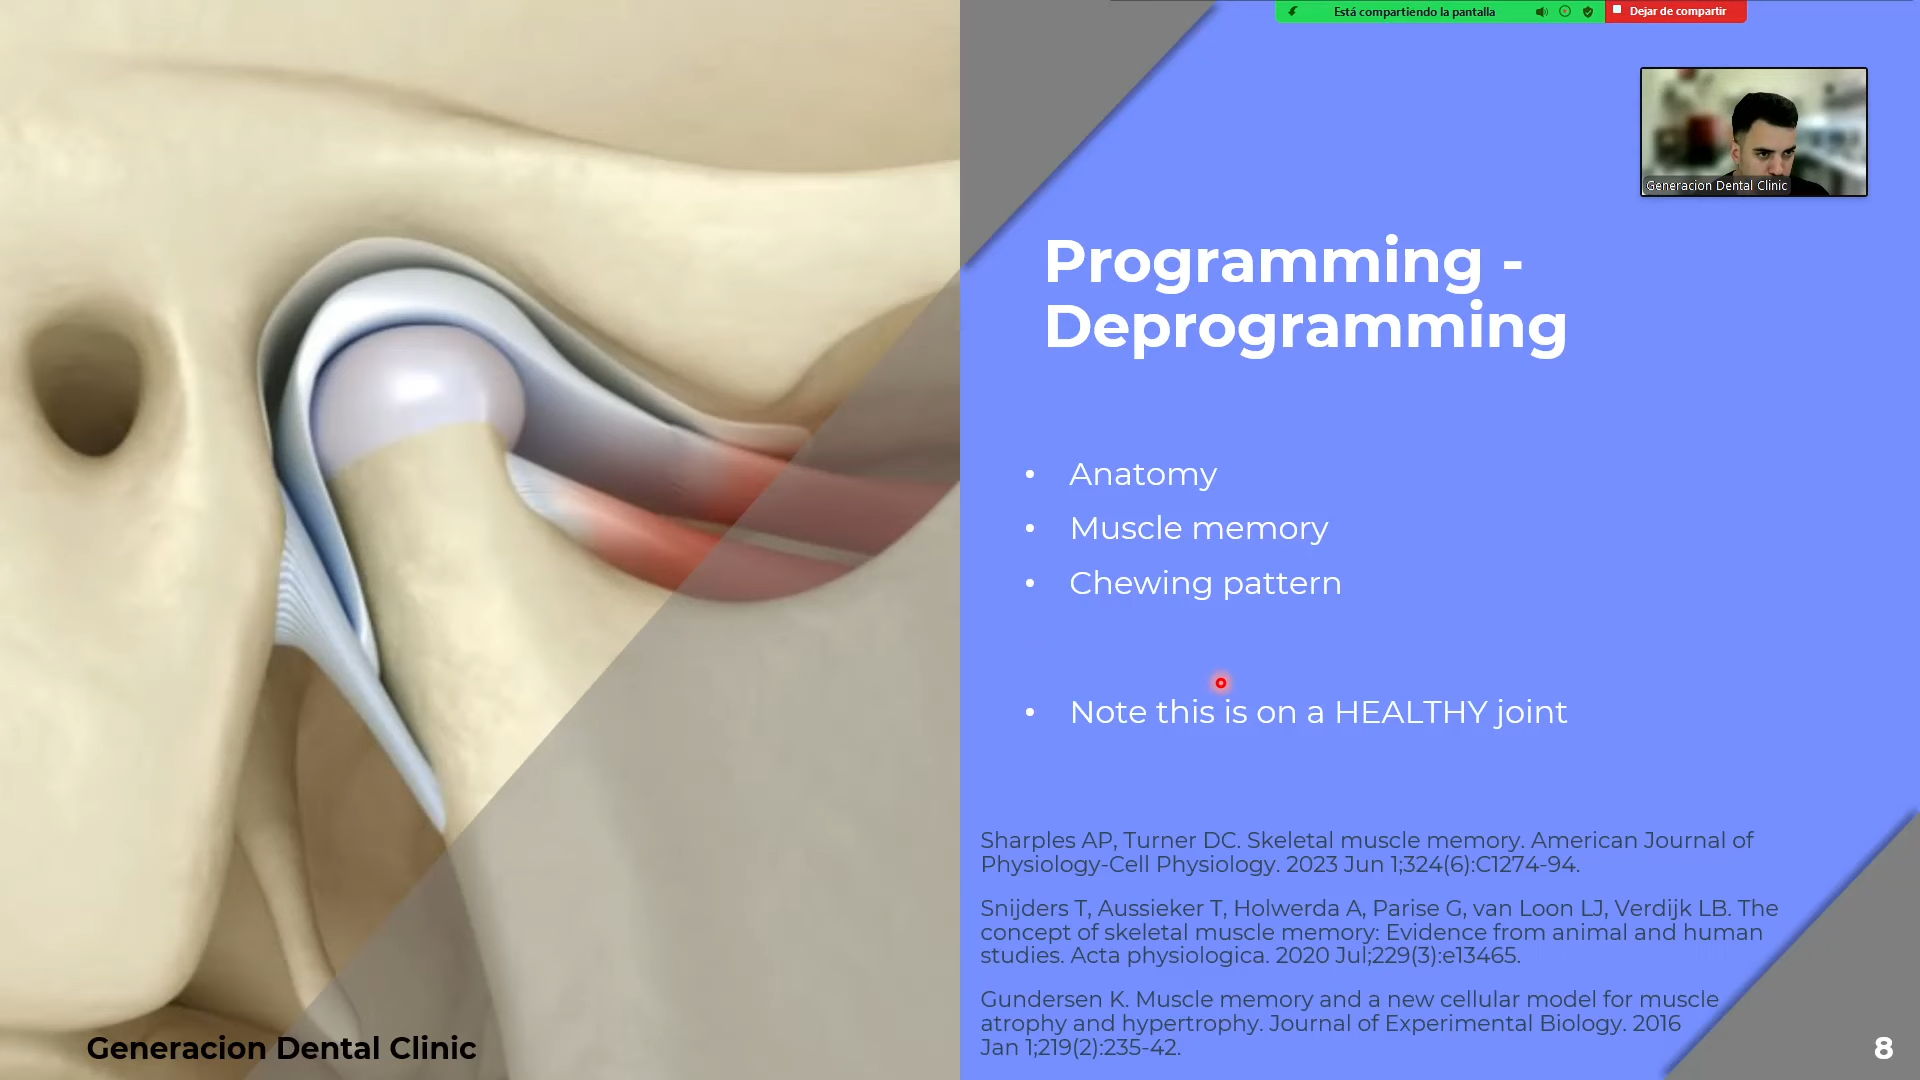 Está compartiendo la pantalla
Dejar de compartir
Generacion Dental Clinic
Programming -
Deprogramming
• Anatomy
• Muscle memory
• Chewing pattern
• Note this is on a HEALTHY joint
Sharples AP, Turner DC. Skeletal muscle memory. American Journal of
Physiology-Cell Physiology. 2023 Jun 1;324(6):C1274-94.
Snijders T, Aussieker T, Holwerda A, Parise G, van Loon LJ, Verdijk LB. The
concept of skeletal muscle memory: Evidence from animal and human
studies. Acta physiologica. 2020 Jul;229(3):e13465.
Gundersen K. Muscle memory and a new cellular model for muscle
atrophy and hypertrophy. Journal of Experimental Biology. 2016
Jan 1;219(2):235-42.
Generacion Dental Clinic
8